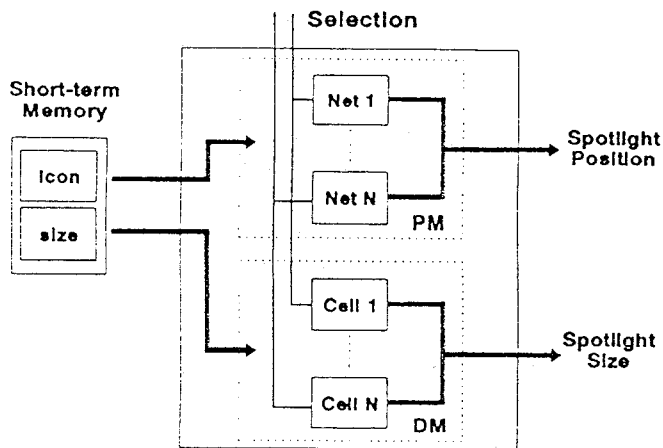 Selection
Short-term
Memory
Icon
size
Net 1
Net N
PM
Spotlight
Position
Cell 1
Cell N
DM
Spotlight
Size